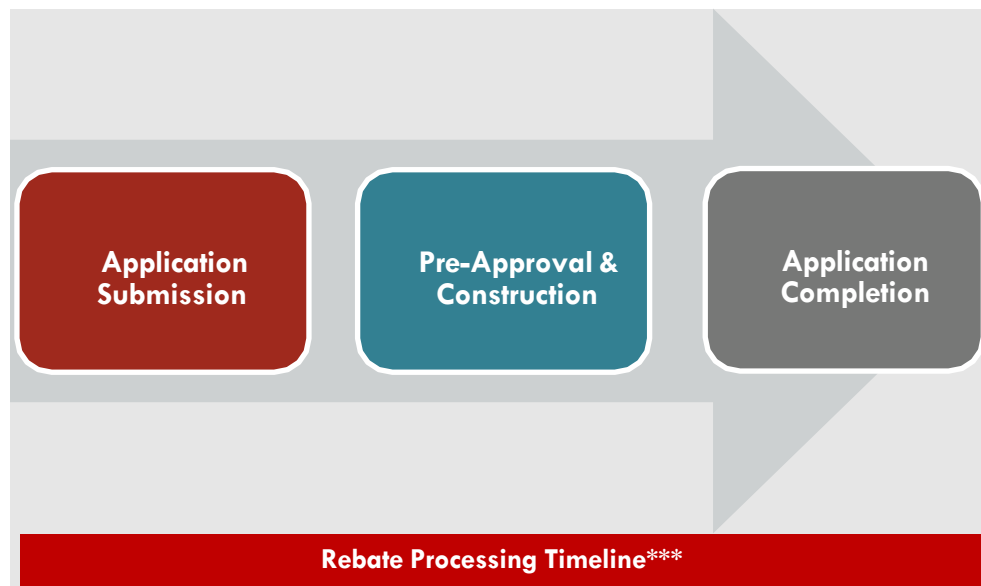 Application
Submission
Pre-Approval &
Construction
Application
Completion
Rebate Processing Timeline***